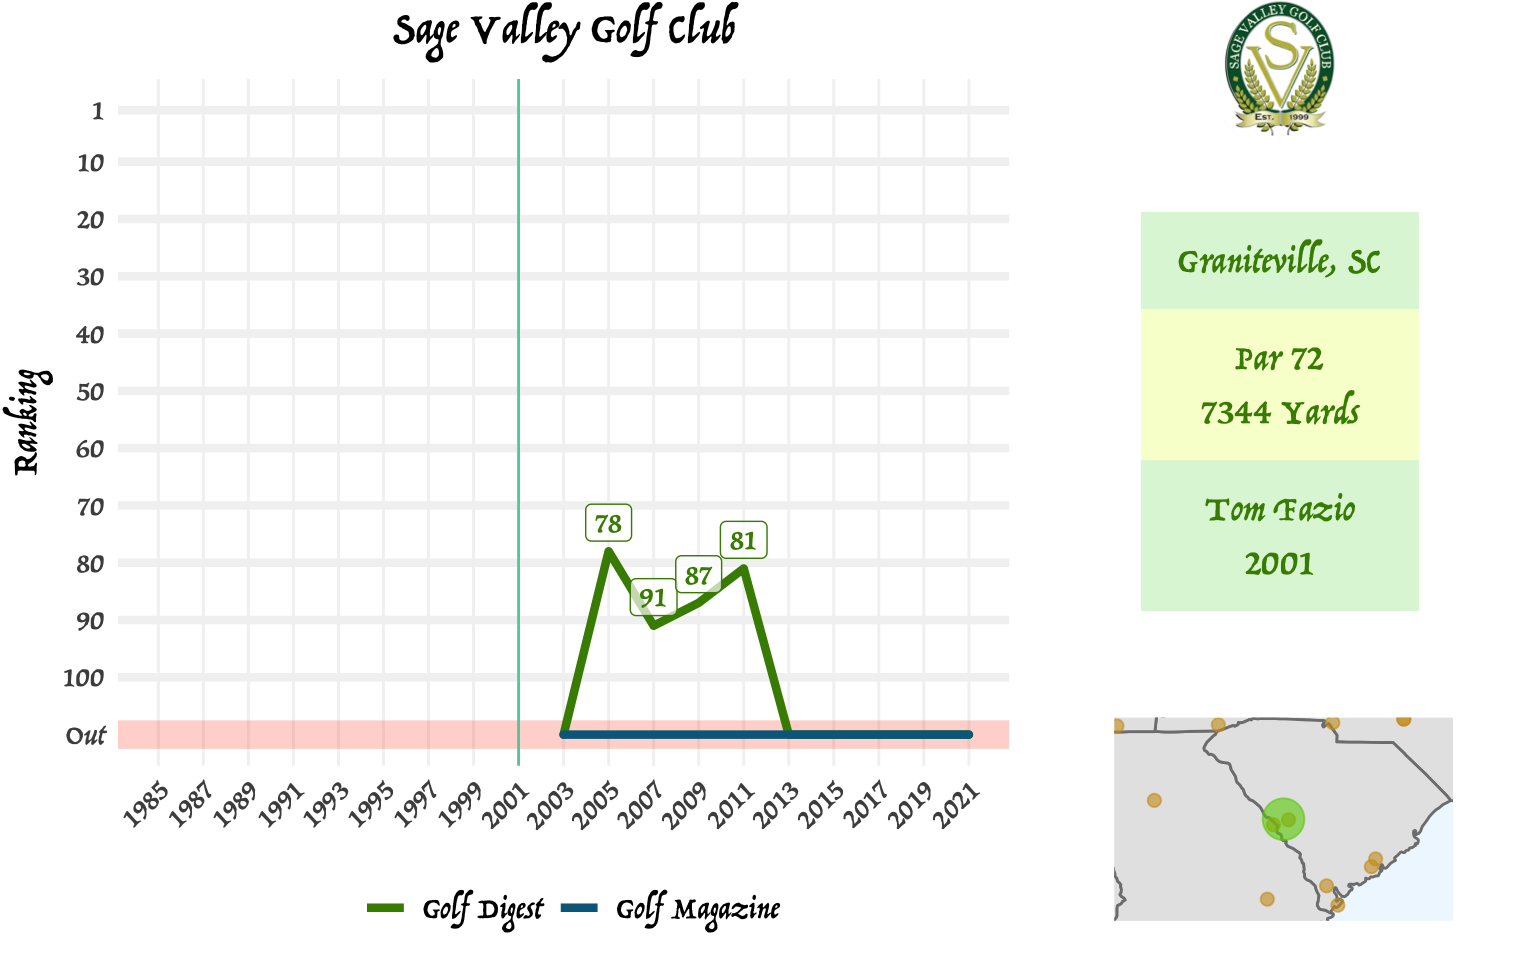 Sage Valley Golf Club
SAGE VALLEY GOLF CLUB
SV
EST. 1999
Ranking
1
10
20
30
40
50
60
70
80
90
100
Out
78
91
87
81
1985 1987 1989 1991 1993 1995 1997 1999 2001 2003 2005 2007 2009 2011 2013 2015 2017 2019 2021
Golf Digest Golf Magazine
Graniteville, SC
Par 72
7344 Yards
Tom Fazio
2001